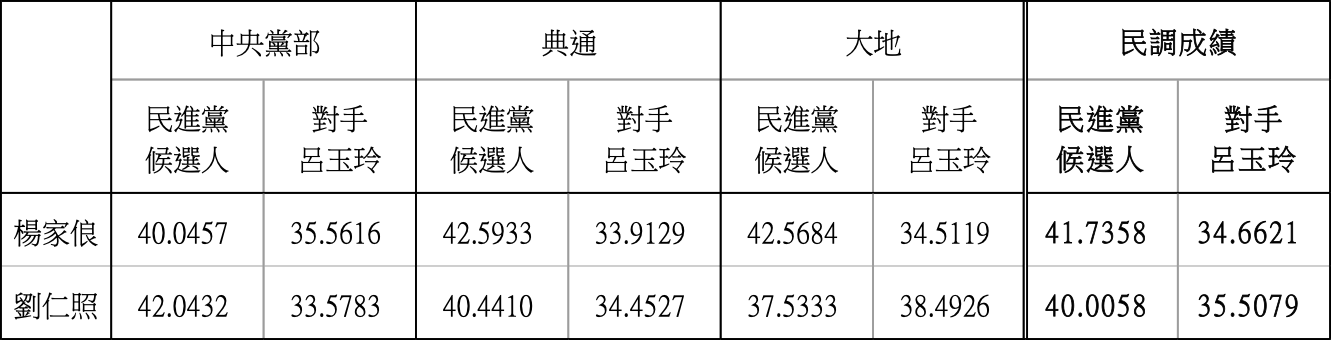 中央黨部 典通 大地 民調成績
民進黨 對手 民進黨 對手 民進黨 對手 民進黨 對手
候選人 呂玉玲 候選人 呂玉玲 候選人 呂玉玲 候選人 呂玉玲
楊家俍 40.0457 35.5616 42.5933 33.9129 42.5684 34.5119 41.7358 34.6621
劉仁照 42.0432 33.5783 40.4410 34.4527 37.5333 38.4926 40.0058 35.5079